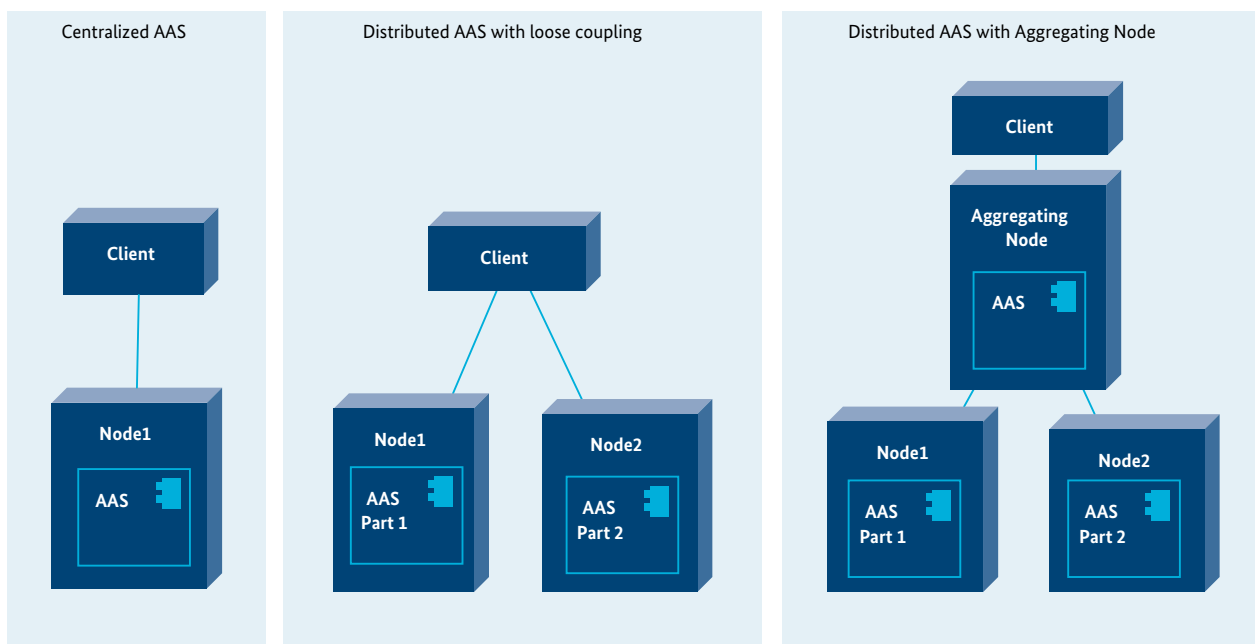 Centralized AAS
Client
Node1
AAS
Distributed AAS with loose coupling
Client
Node1
AAS
Part 1
Node2
AAS
Part 2
Distributed AAS with Aggregating Node
Client
Aggregating
Node
AAS
Node1
AAS
Part 1
Node2
AAS
Part 2